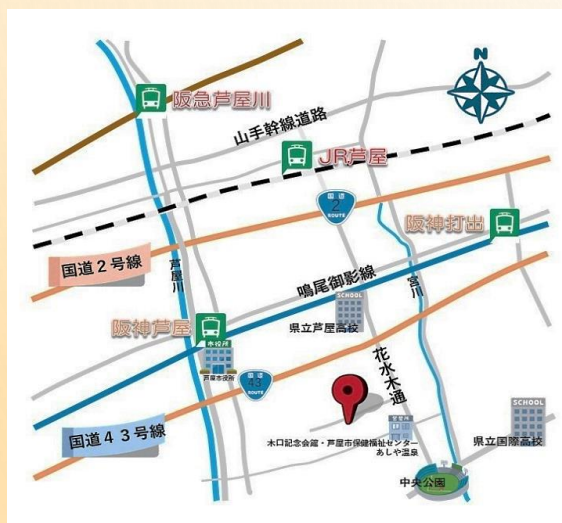 N
阪急芦屋川
山手幹線道路
JR芦屋
国道
2
ROUTE
阪神打出
国道2号線
芦屋川
鳴尾御影線
宮川
SCHOOL
県立芦屋高校
阪神芦屋
市役所
芦屋市役所
花水木通
国道
43
ROUTE
国道43号線
木口記念会館・芦屋市保健福祉センター
あしや温泉
SCHOOL
県立国際高校
中央公園